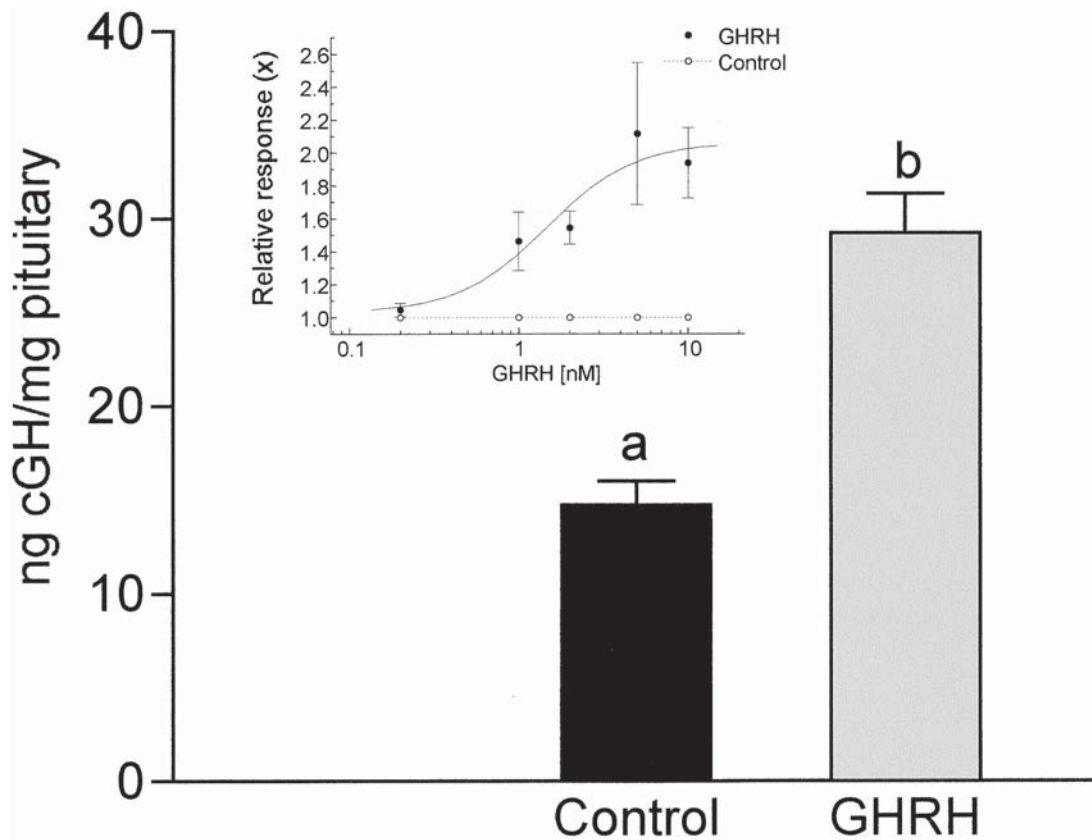 40
30
20
10
0
ng cGH/mg pituitary
GHRH
Control
Relative response (x)
2.6
2.4
2.2
2.0
1.8
1.6
1.4
1.2
1.0
0.1
1
10
GHRH [nM]
a
b
Control
GHRH